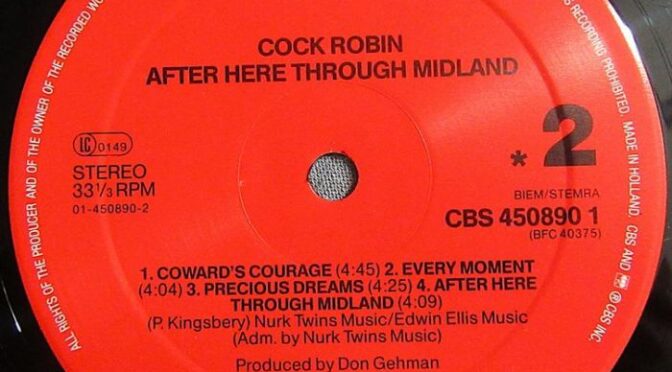 COCK ROBIN
AFTER HERE THROUGH MIDLAND
LC 0149
STEREO
33 1/3 RPM
01-450890-2
* 2
BIEM/STEMRA
CBS 450890 1
(BFC 40375)
1. COWARD'S COURAGE (4:45) 2. EVERY MOMENT
(4:04) 3. PRECIOUS DREAMS (4:25) 4. AFTER HERE
THROUGH MIDLAND (4:09)
(P. Kingsbery) Nurk Twins Music/Edwin Ellis Music
(Adm. by Nurk Twins Music)
Produced by Don Gehman
ALL RIGHTS OF THE PRODUCER AND OF THE OWNER OF THE RECORDED WO
S RECORDING PROHIBITED. MADE IN HOLLAND. CBS AND ℗ © CBS INC.